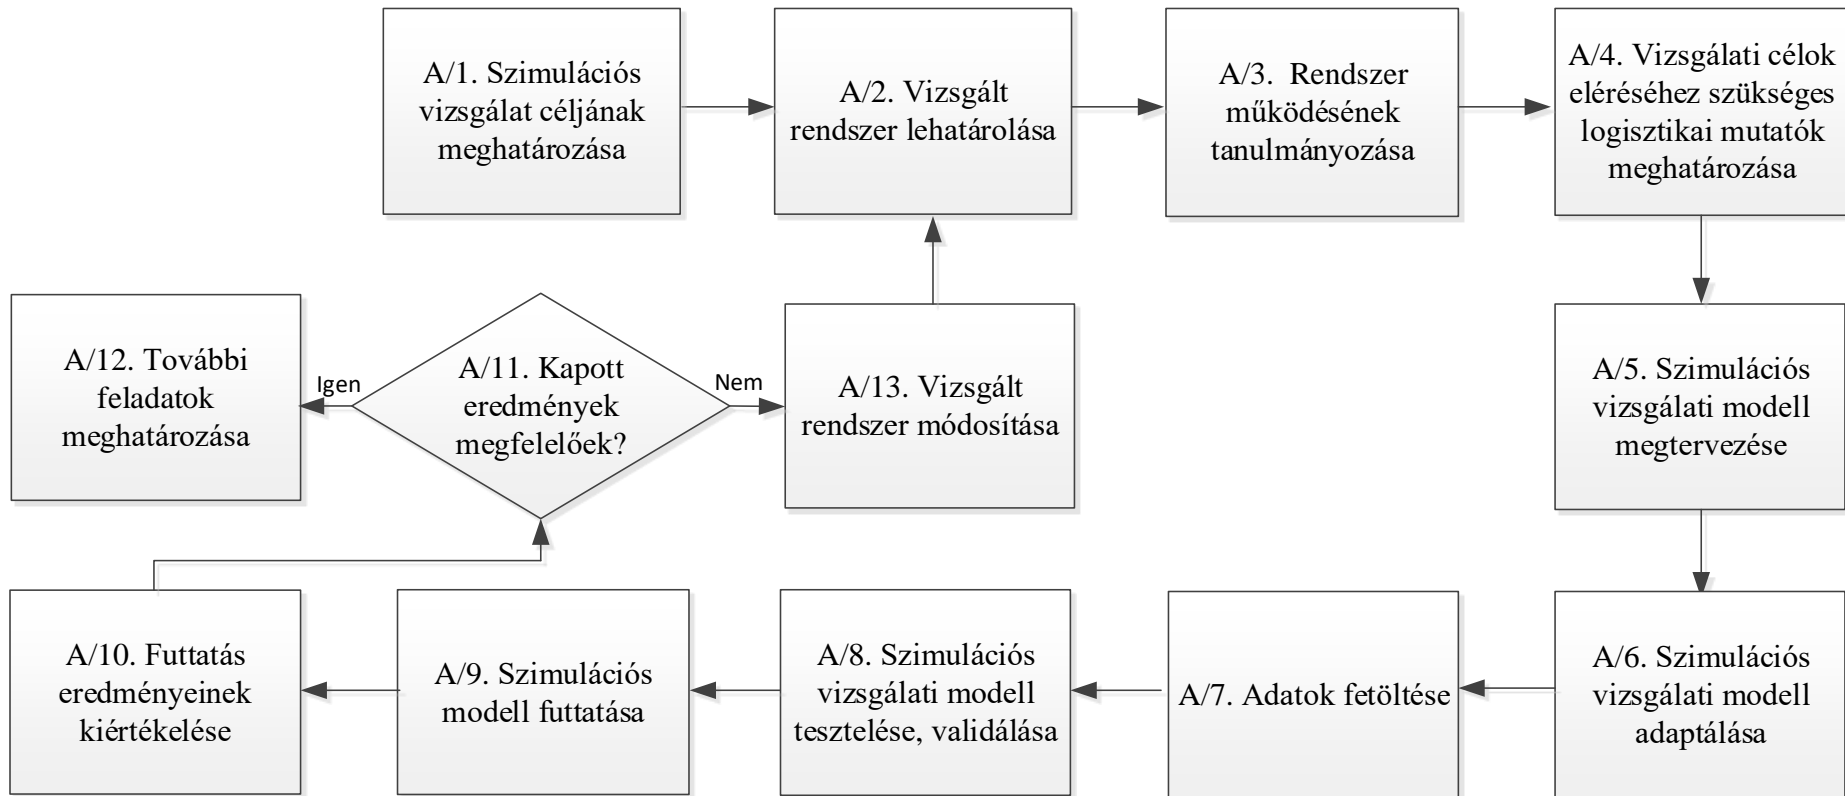 A/1. Szimulációs
vizsgálat céljának
meghatározása
A/2. Vizsgált
rendszer lehatárolása
A/3. Rendszer
működésének
tanulmányozása
A/4. Vizsgálati célok
eléréséhez szükséges
logisztikai mutatók
meghatározása
A/5. Szimulációs
vizsgálati modell
megtervezése
A/6. Szimulációs
vizsgálati modell
adaptálása
A/7. Adatok fetöltése
A/8. Szimulációs
vizsgálati modell
tesztelése, validálása
A/9. Szimulációs
modell futtatása
A/10. Futtatás
eredményeinek
kiértékelése
A/11. Kapott
eredmények
megfelelőek?
Igen
Nem
A/12. További
feladatok
meghatározása
A/13. Vizsgált
rendszer módosítása